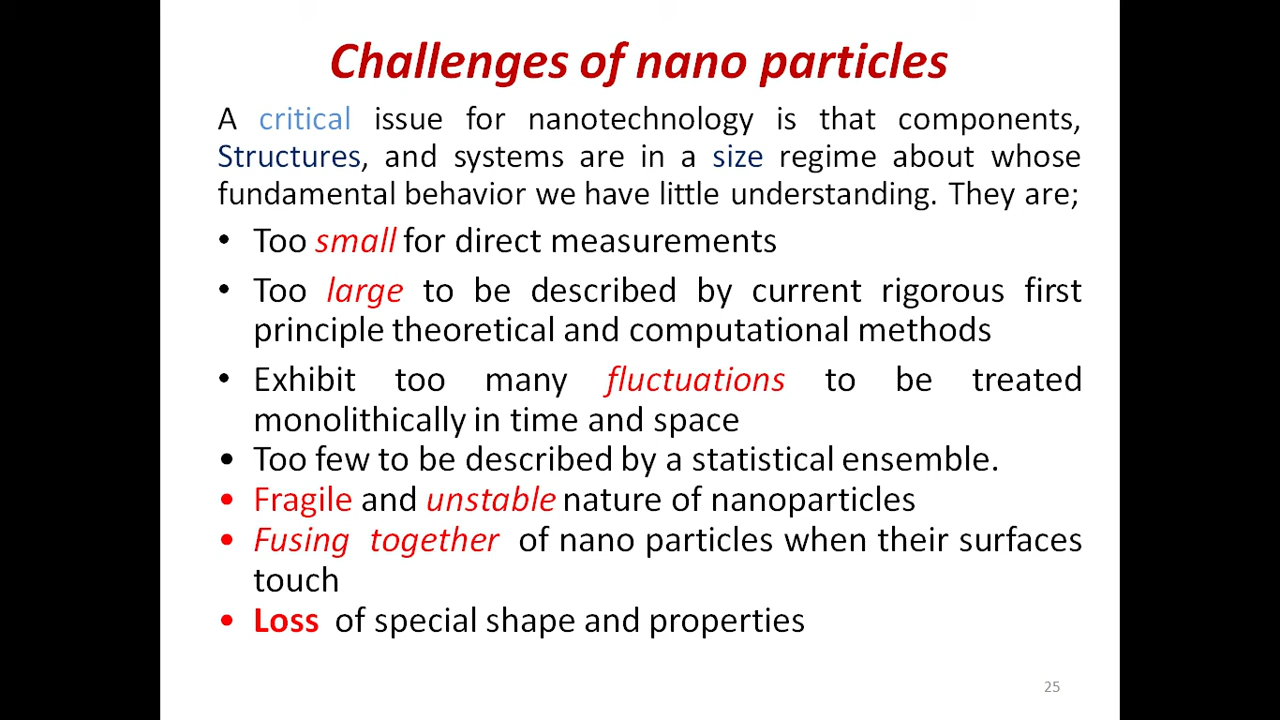 Challenges of nano particles
A critical issue for nanotechnology is that components,
Structures, and systems are in a size regime about whose
fundamental behavior we have little understanding. They are;
• Too small for direct measurements
• Too large to be described by current rigorous first
principle theoretical and computational methods
• Exhibit too many fluctuations to be treated
monolithically in time and space
• Too few to be described by a statistical ensemble.
• Fragile and unstable nature of nanoparticles
• Fusing together of nano particles when their surfaces
touch
• Loss of special shape and properties
25